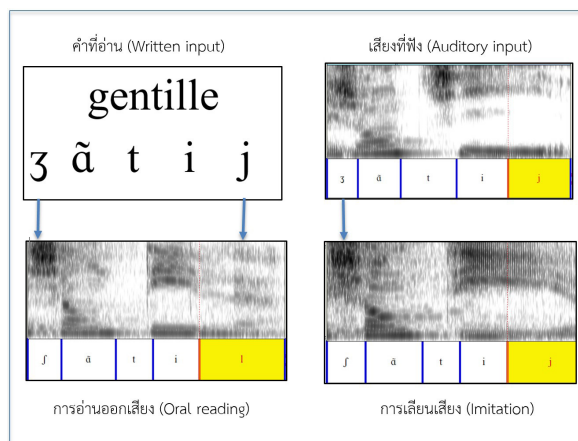 คำที่อ่าน (Written input)
gentille
ʒ ɑ̃ t i j
เสียงที่ฟัง (Auditory input)
ʒ ɑ̃ t i j
ʃ ɑ̃ t i l
การอ่านออกเสียง (Oral reading)
ʃ ɑ̃ t i j
การเลียนเสียง (Imitation)